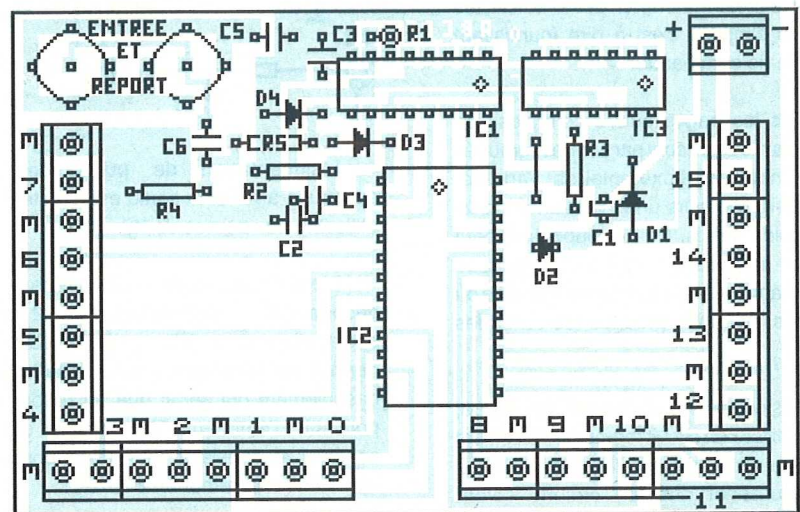 ENTREE
ET
REPORT
C5
C3
R1
+
-
D4
IC1
IC3
M
C6
R5
D3
R3
M
7
R4
R2
C4
15
M
C2
C1
D1
M
6
D2
14
M
M
5
IC2
13
M
M
4
12
3 M 2 M 1 M 0
8 M 9 M 10 M
M
M
11